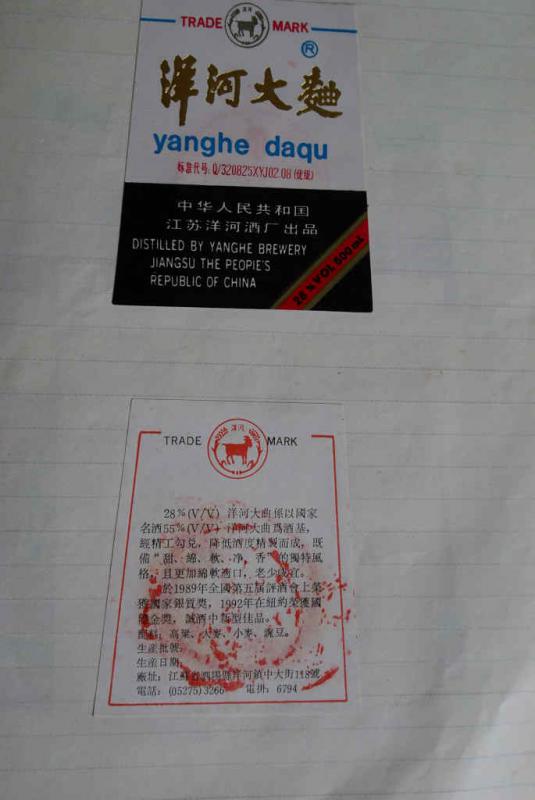 TRADE MARK
®
洋河大麯
yanghe daqu
标准代号: Q/320825XYJ02.08 (优级)
中华人民共和国
江苏洋河酒厂出品
DISTILLED BY YANGHE BREWERY
JIANGSU THE PEOPIE'S
REPUBLIC OF CHINA
28%VOL 500ml
TRADE MARK
28%(V/V) 洋河大曲係以國家
名酒55%(V/V) 洋河大曲爲酒基,
經精工勾兌, 降低酒度精製而成, 既
備"甜、綿、軟、净、香"的獨特風
格, 且更加綿軟適口, 老少咸宜。
於1989年全國第五屆評酒會上榮
獲國家銀質獎, 1992年在紐約榮獲國
際金獎, 誠酒中新型佳品。
原料: 高粱、大麥、小麥、豌豆。
生産批號:
生産日期:
廠址: 江蘇省泗陽縣洋河鎮中大街118號
電話: (05275)3266 電掛: 6794